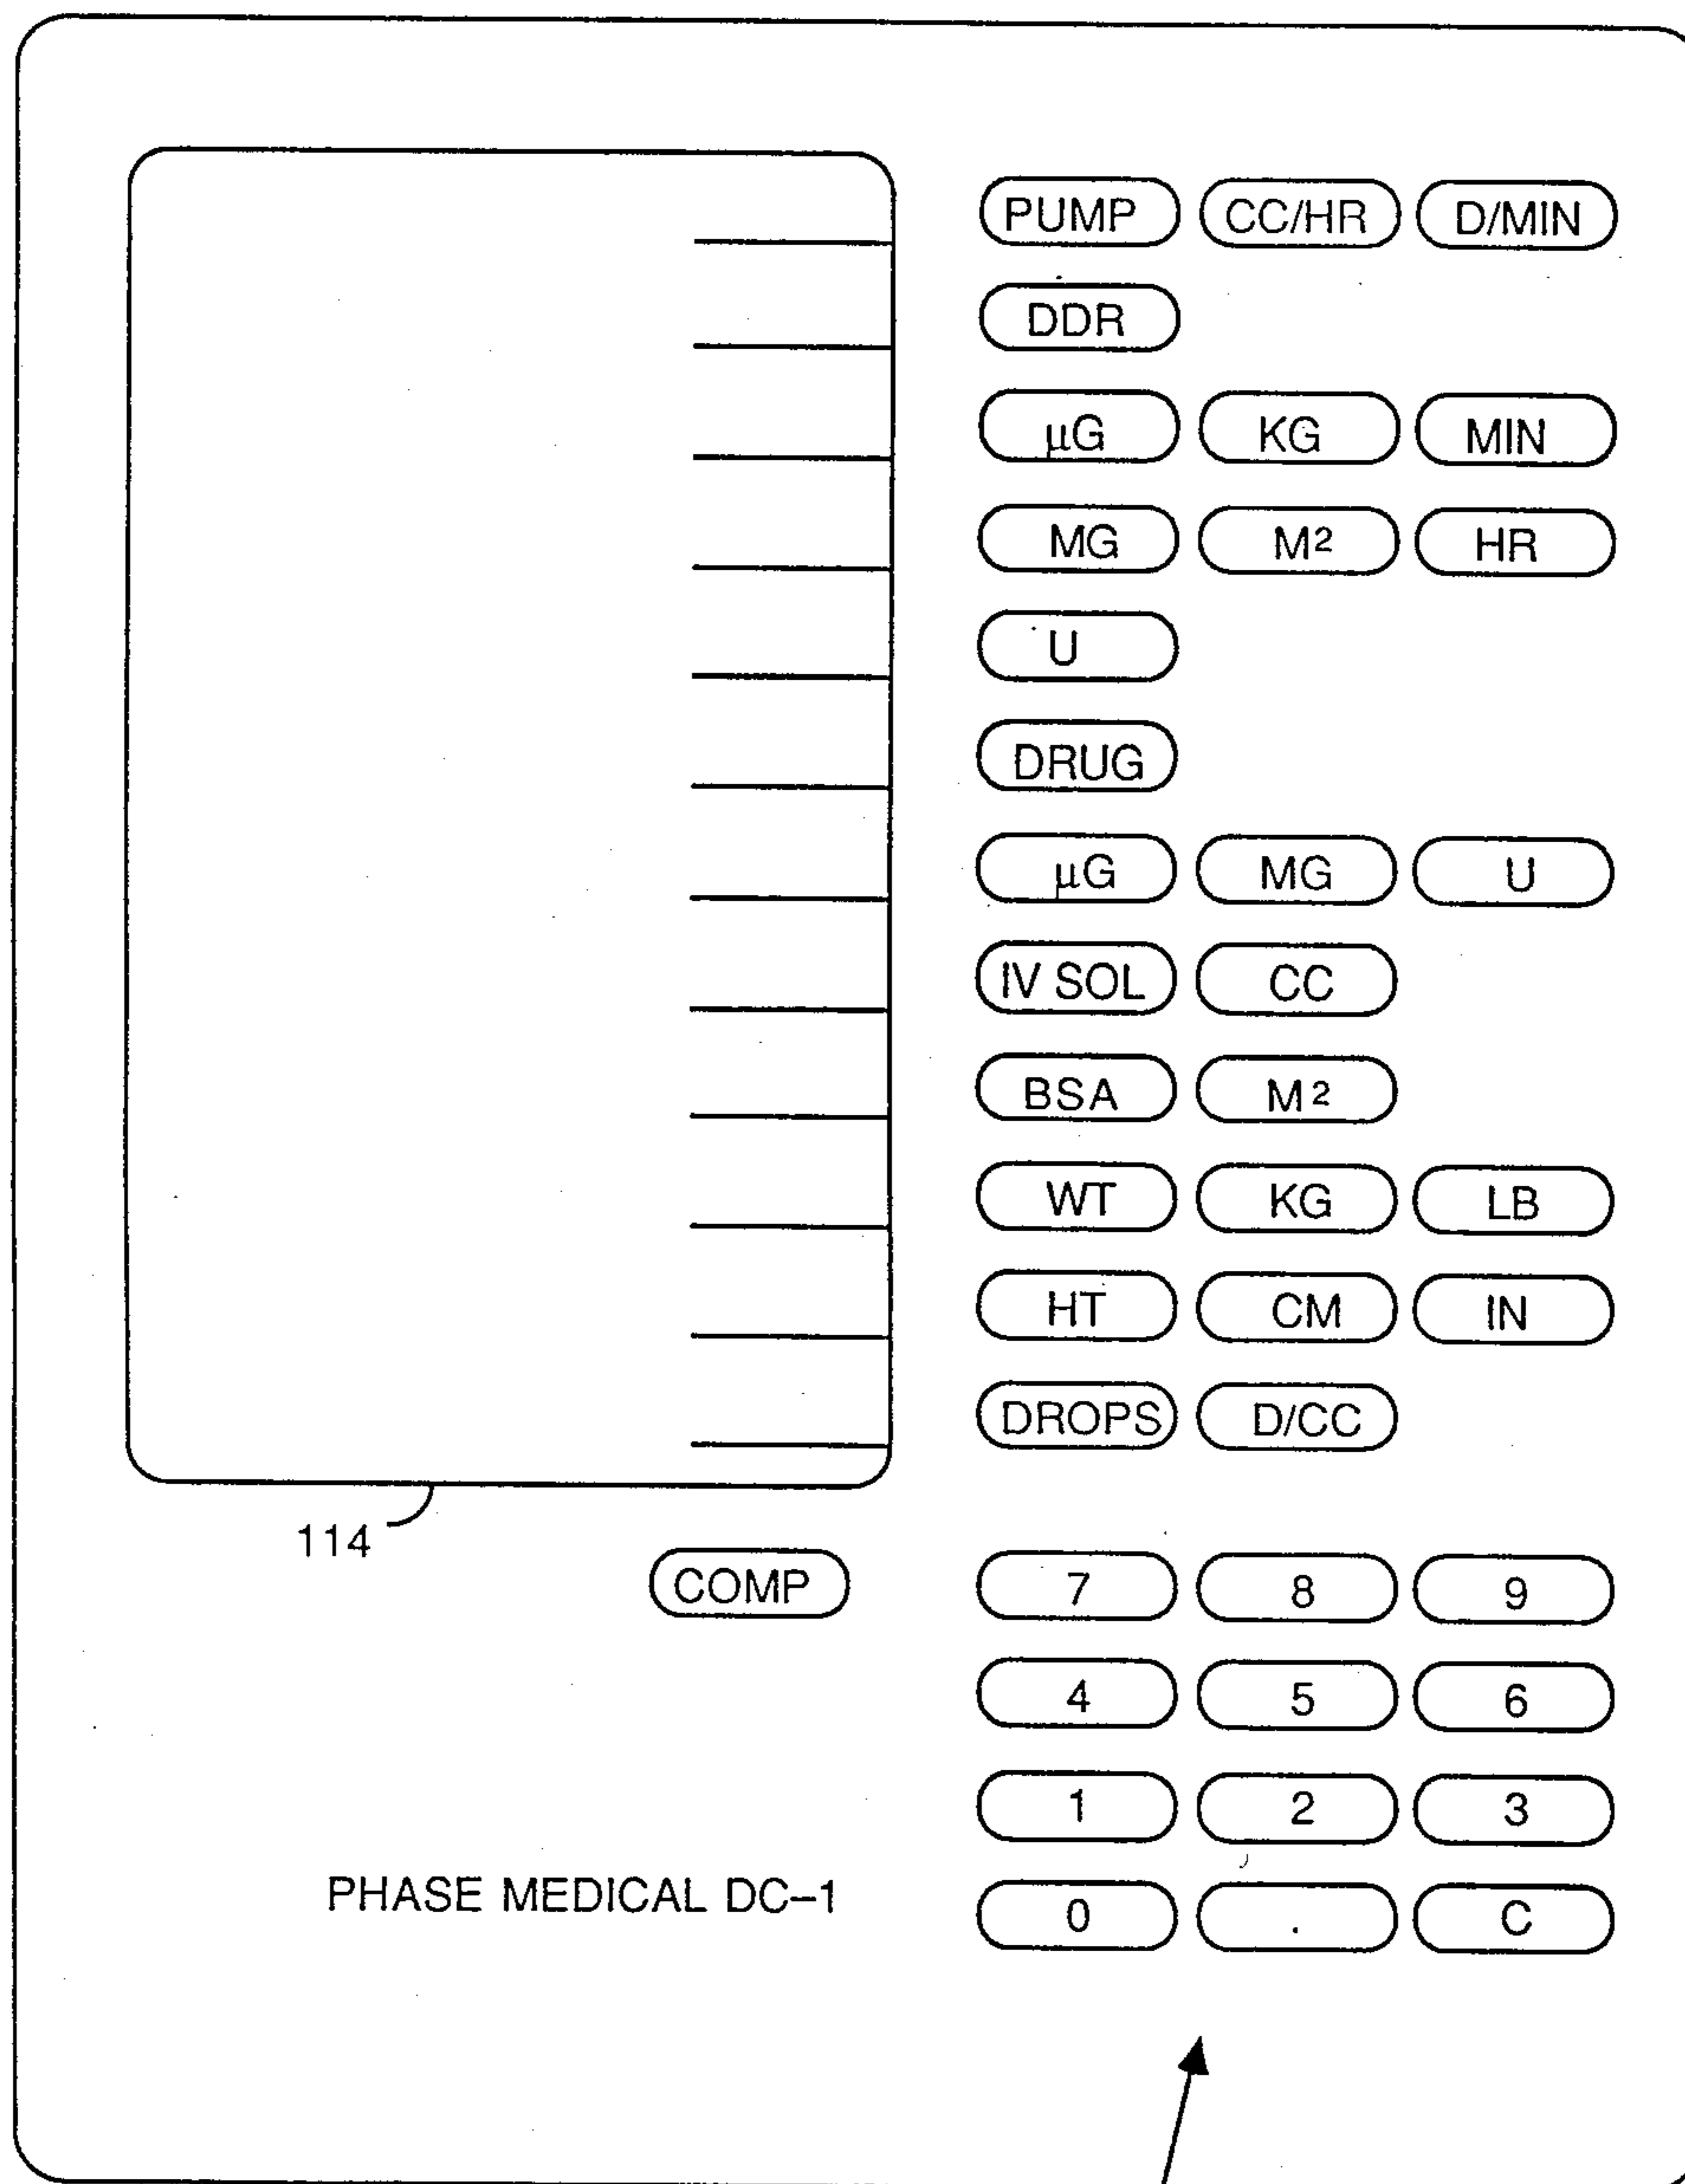 PUMP CC/HR D/MIN
DDR
μG KG MIN
MG M² HR
U
DRUG
μG MG U
IV SOL CC
BSA M²
WT KG LB
HT CM IN
DROPS D/CC
114
COMP 7 8 9
4 5 6
1 2 3
PHASE MEDICAL DC–1 0 . C